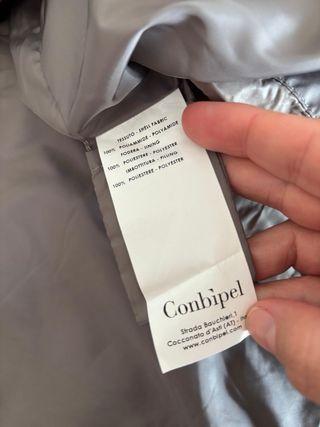 TESSUTO - SHELL FABRIC
100% POLIAMMIDE - POLYAMIDE
FODERA - LINING
100% POLIESTERE - POLYESTER
IMBOTTITURA - FILLING
100% POLIESTERE - POLYESTER
Conbipel
Strada Bauchieri,1
Cocconato d'Asti (AT)
www.conbipel.com